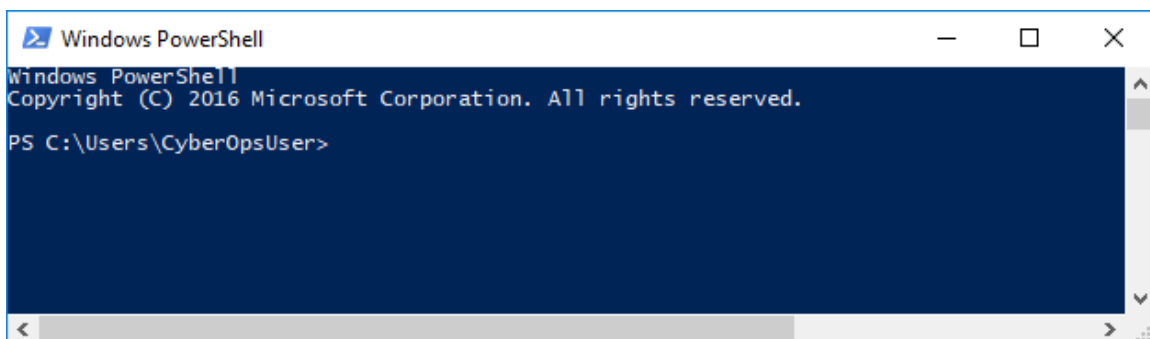 Windows PowerShell
Windows PowerShell
Copyright (C) 2016 Microsoft Corporation. All rights reserved.
PS C:\Users\CyberOpsUser>